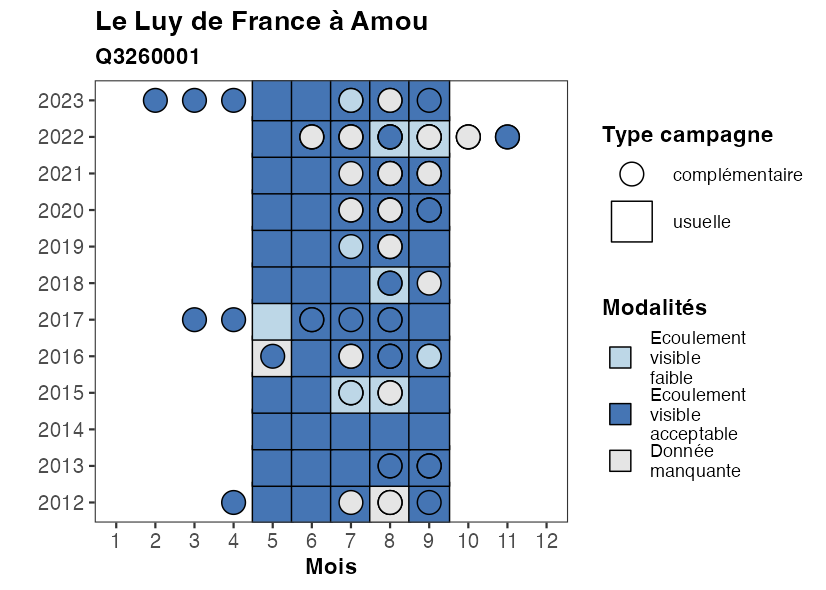 Le Luy de France à Amou
Q3260001
2023
2022
2021
2020
2019
2018
2017
2016
2015
2014
2013
2012
1 2 3 4 5 6 7 8 9 10 11 12
Mois
Type campagne
complémentaire
usuelle
Modalités
Ecoulement
visible
faible
Ecoulement
visible
acceptable
Donnée
manquante